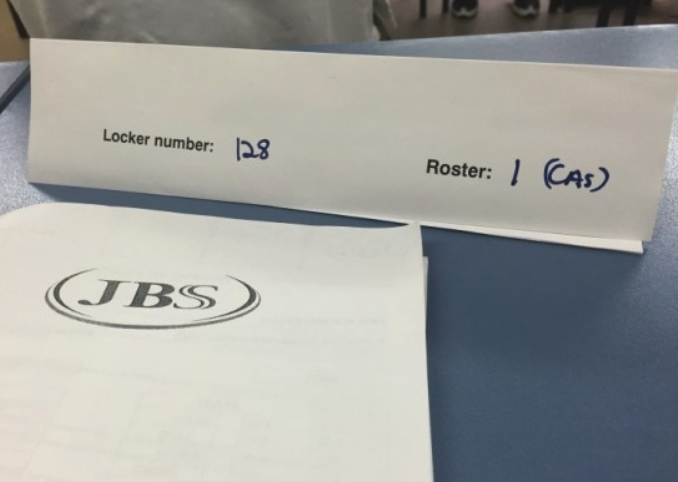 Locker number: 128
Roster: 1 (CAS)
JBS